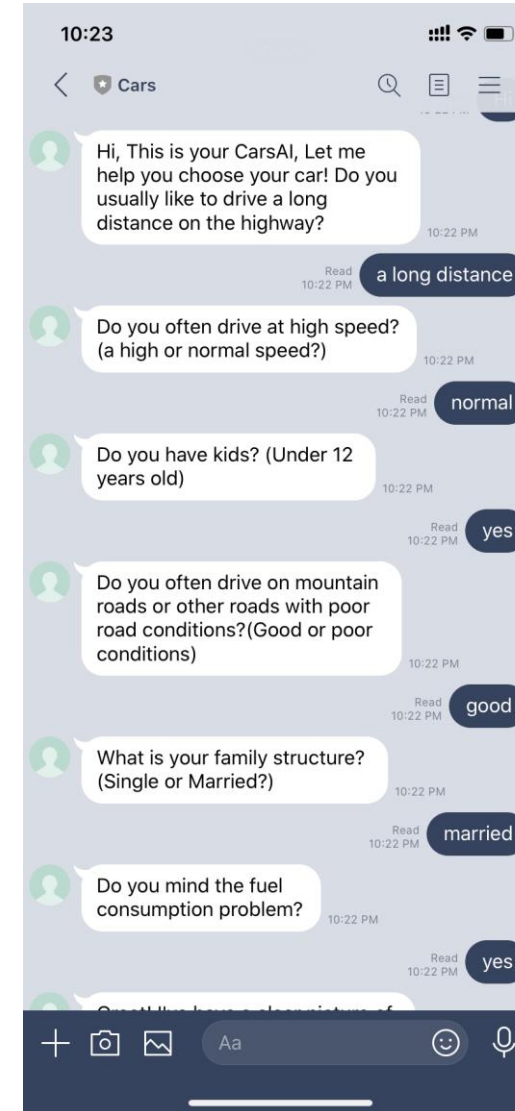 10:23
Cars
Hi, This is your CarsAI, Let me
help you choose your car! Do you
usually like to drive a long
distance on the highway?
10:22 PM
Read
10:22 PM
a long distance
Do you often drive at high speed?
(a high or normal speed?)
10:22 PM
Read
10:22 PM
normal
Do you have kids? (Under 12
years old)
10:22 PM
Read
10:22 PM
yes
Do you often drive on mountain
roads or other roads with poor
road conditions?(Good or poor
conditions)
10:22 PM
Read
10:22 PM
good
What is your family structure?
(Single or Married?)
10:22 PM
Read
10:22 PM
married
Do you mind the fuel
consumption problem?
10:22 PM
Read
10:22 PM
yes
Aa